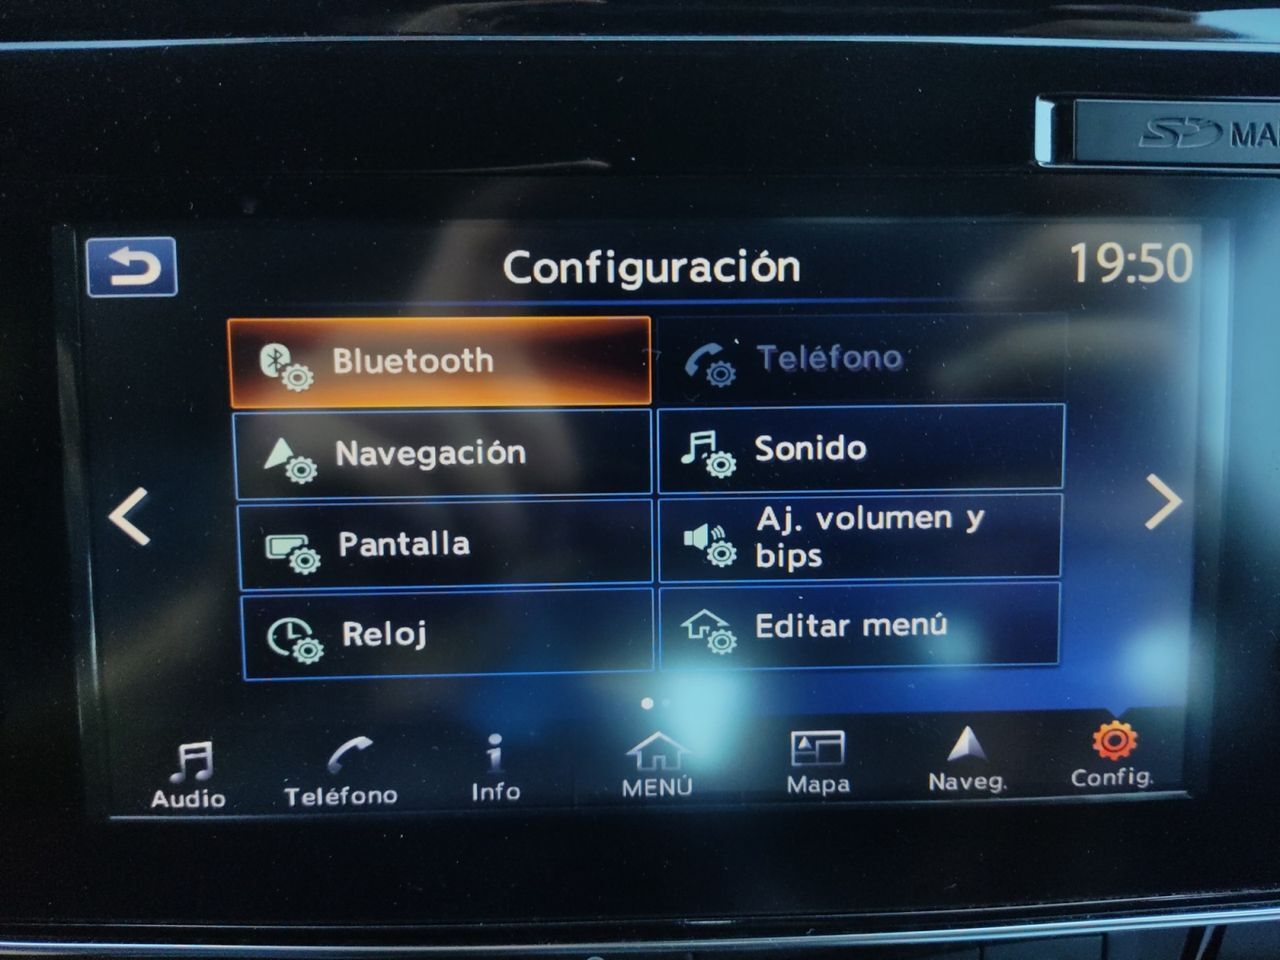 SD MA
Configuración
19:50
Bluetooth
Teléfono
Navegación
Sonido
Pantalla
Aj. volumen y
bips
Reloj
Editar menú
Audio
Teléfono
Info
MENÚ
Mapa
Naveg.
Config.